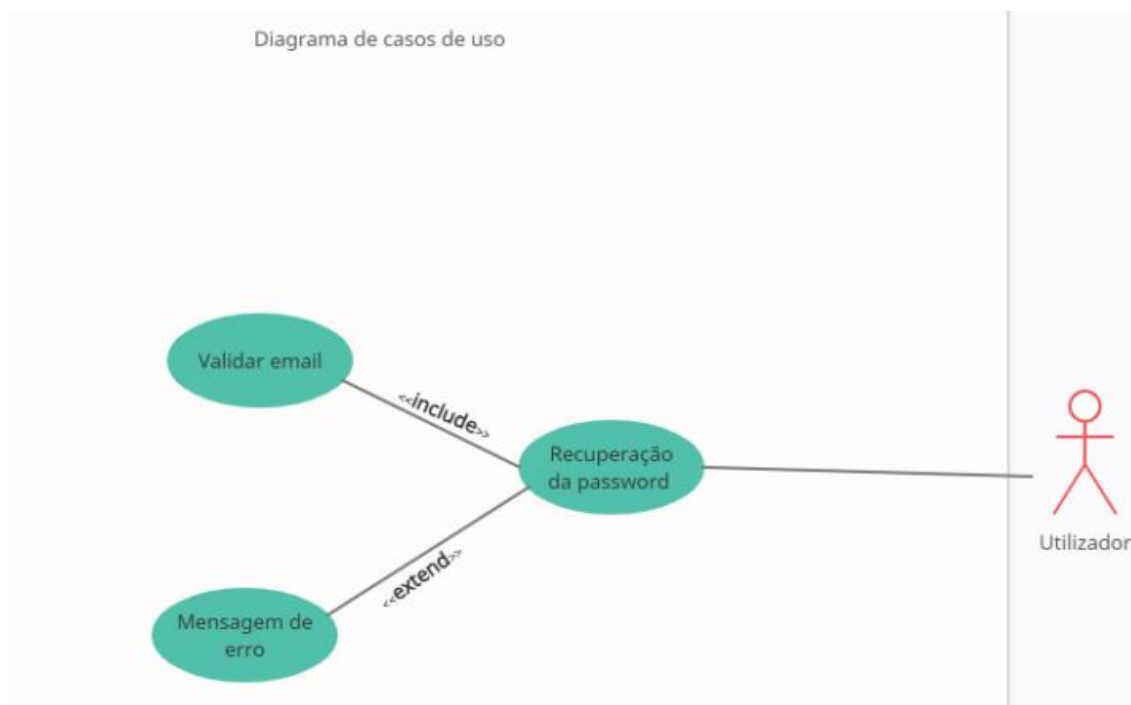 Diagrama de casos de uso
Validar email
<<include>>
Recuperação
da password
<<extend>>
Mensagem de
erro
Utilizador